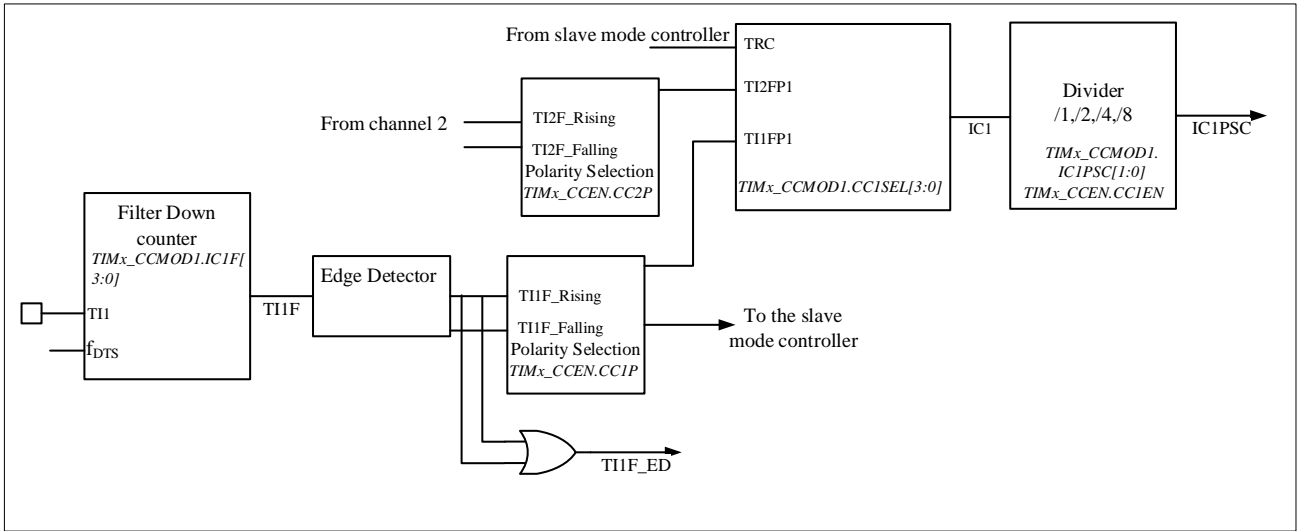 From slave mode controller
TRC
TI2FP1
TI1FP1
TIMx_CCMOD1.CC1SEL[3:0]
IC1
Divider
/1,/2,/4,/8
TIMx_CCMOD1.
IC1PSC[1:0]
TIMx_CCEN.CC1EN
IC1PSC
From channel 2
TI2F_Rising
TI2F_Falling
Polarity Selection
TIMx_CCEN.CC2P
Filter Down
counter
TIMx_CCMOD1.IC1F[
3:0]
TI1
fDTS
TI1F
Edge Detector
TI1F_Rising
TI1F_Falling
Polarity Selection
TIMx_CCEN.CC1P
To the slave
mode controller
TI1F_ED